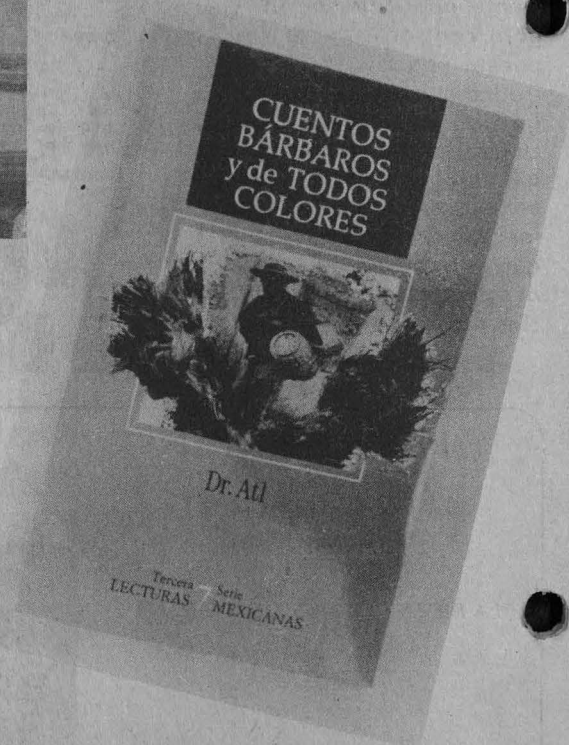 CUENTOS
BÁRBAROS
y de TODOS
COLORES
Dr. Atl
Tercera 7 Serie
LECTURAS MEXICANAS